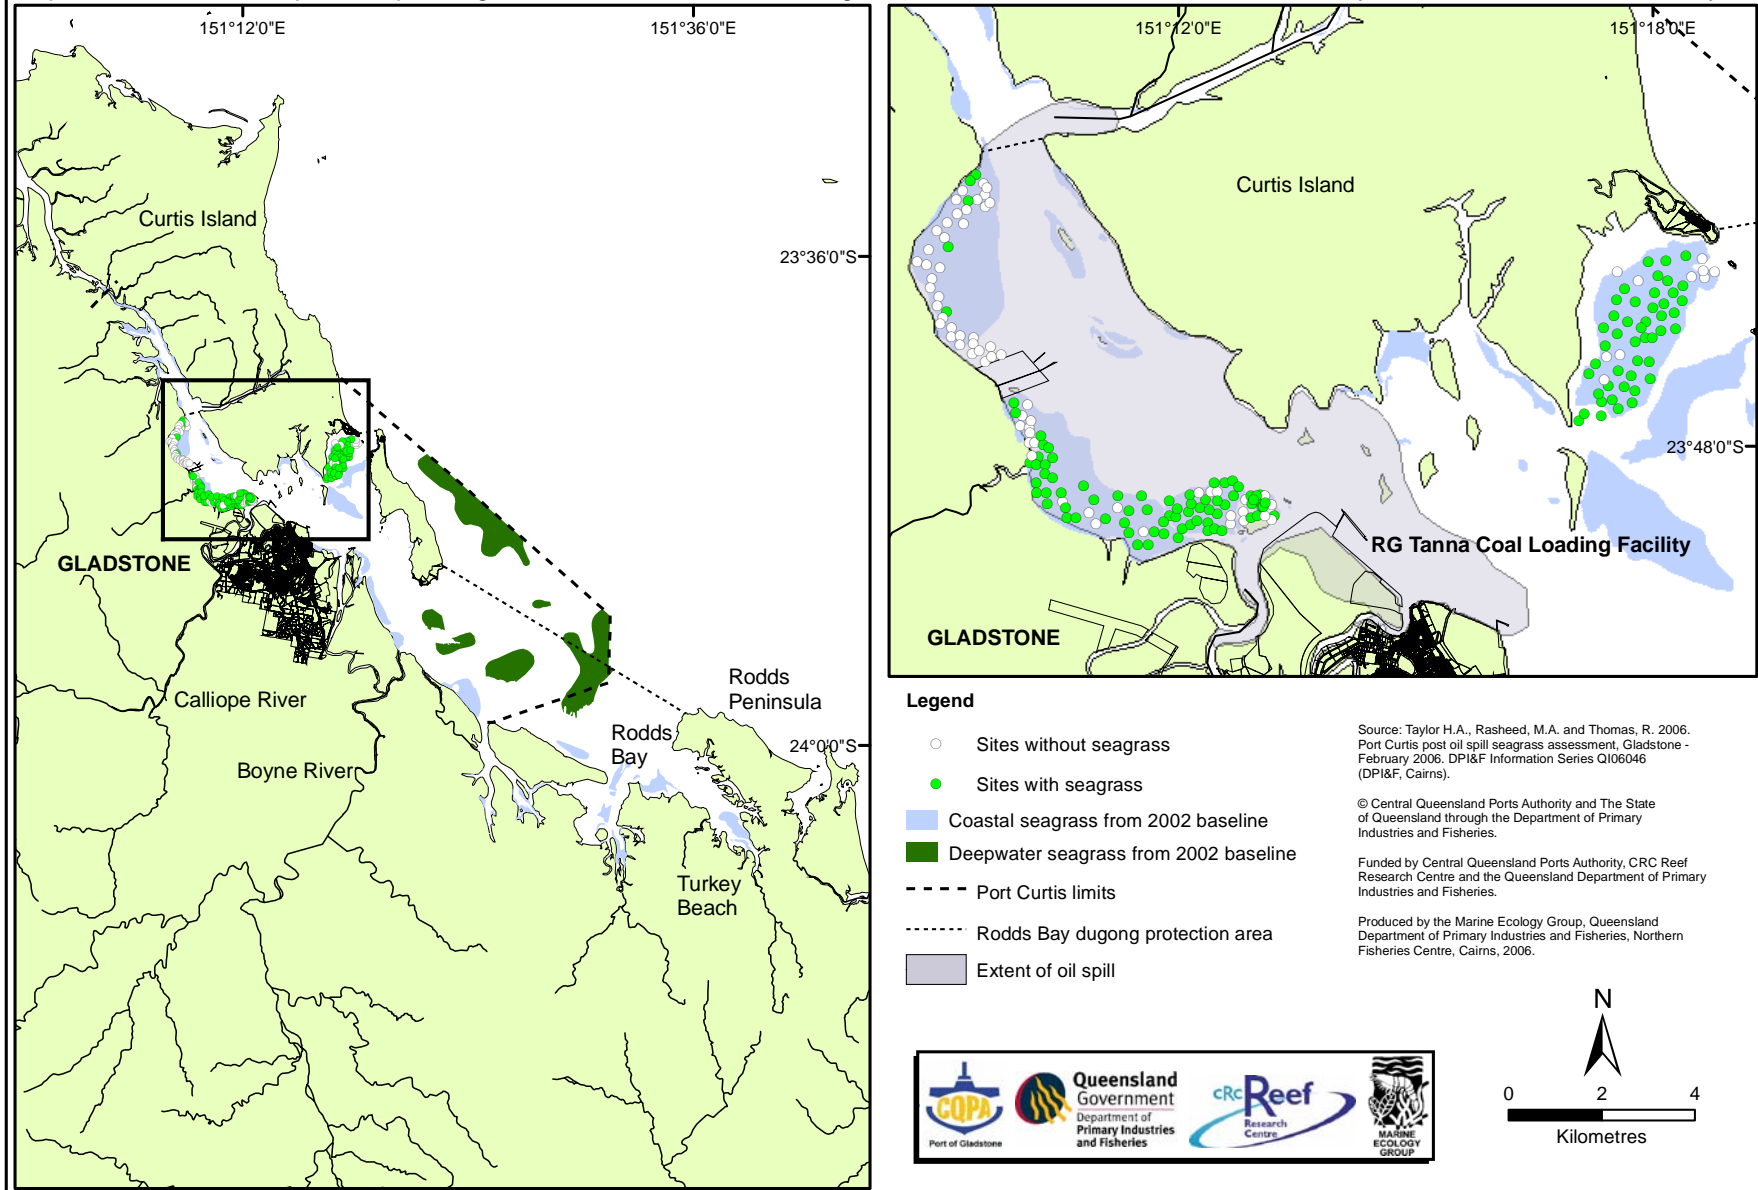 151°12'0"E
151°36'0"E
Curtis Island
23°36'0"S
GLADSTONE
Calliope River
Boyne River
Rodds
Peninsula
Rodds
Bay
24°0'0"S
Turkey
Beach
151°12'0"E
151°18'0"E
Curtis Island
23°48'0"S
RG Tanna Coal Loading Facility
GLADSTONE
Legend
Sites without seagrass
Sites with seagrass
Coastal seagrass from 2002 baseline
Deepwater seagrass from 2002 baseline
Port Curtis limits
Rodds Bay dugong protection area
Extent of oil spill
Source: Taylor H.A., Rasheed, M.A. and Thomas, R. 2006.
Port Curtis post oil spill seagrass assessment, Gladstone -
February 2006. DPI&F Information Series QI06046
(DPI&F, Cairns).
© Central Queensland Ports Authority and The State
of Queensland through the Department of Primary
Industries and Fisheries.
Funded by Central Queensland Ports Authority, CRC Reef
Research Centre and the Queensland Department of Primary
Industries and Fisheries.
Produced by the Marine Ecology Group, Queensland
Department of Primary Industries and Fisheries, Northern
Fisheries Centre, Cairns, 2006.
CQPA
Port of Gladstone
Queensland
Government
Department of
Primary Industries
and Fisheries
CRC Reef
Research
Centre
MARINE
ECOLOGY
GROUP
N
0 2 4
Kilometres